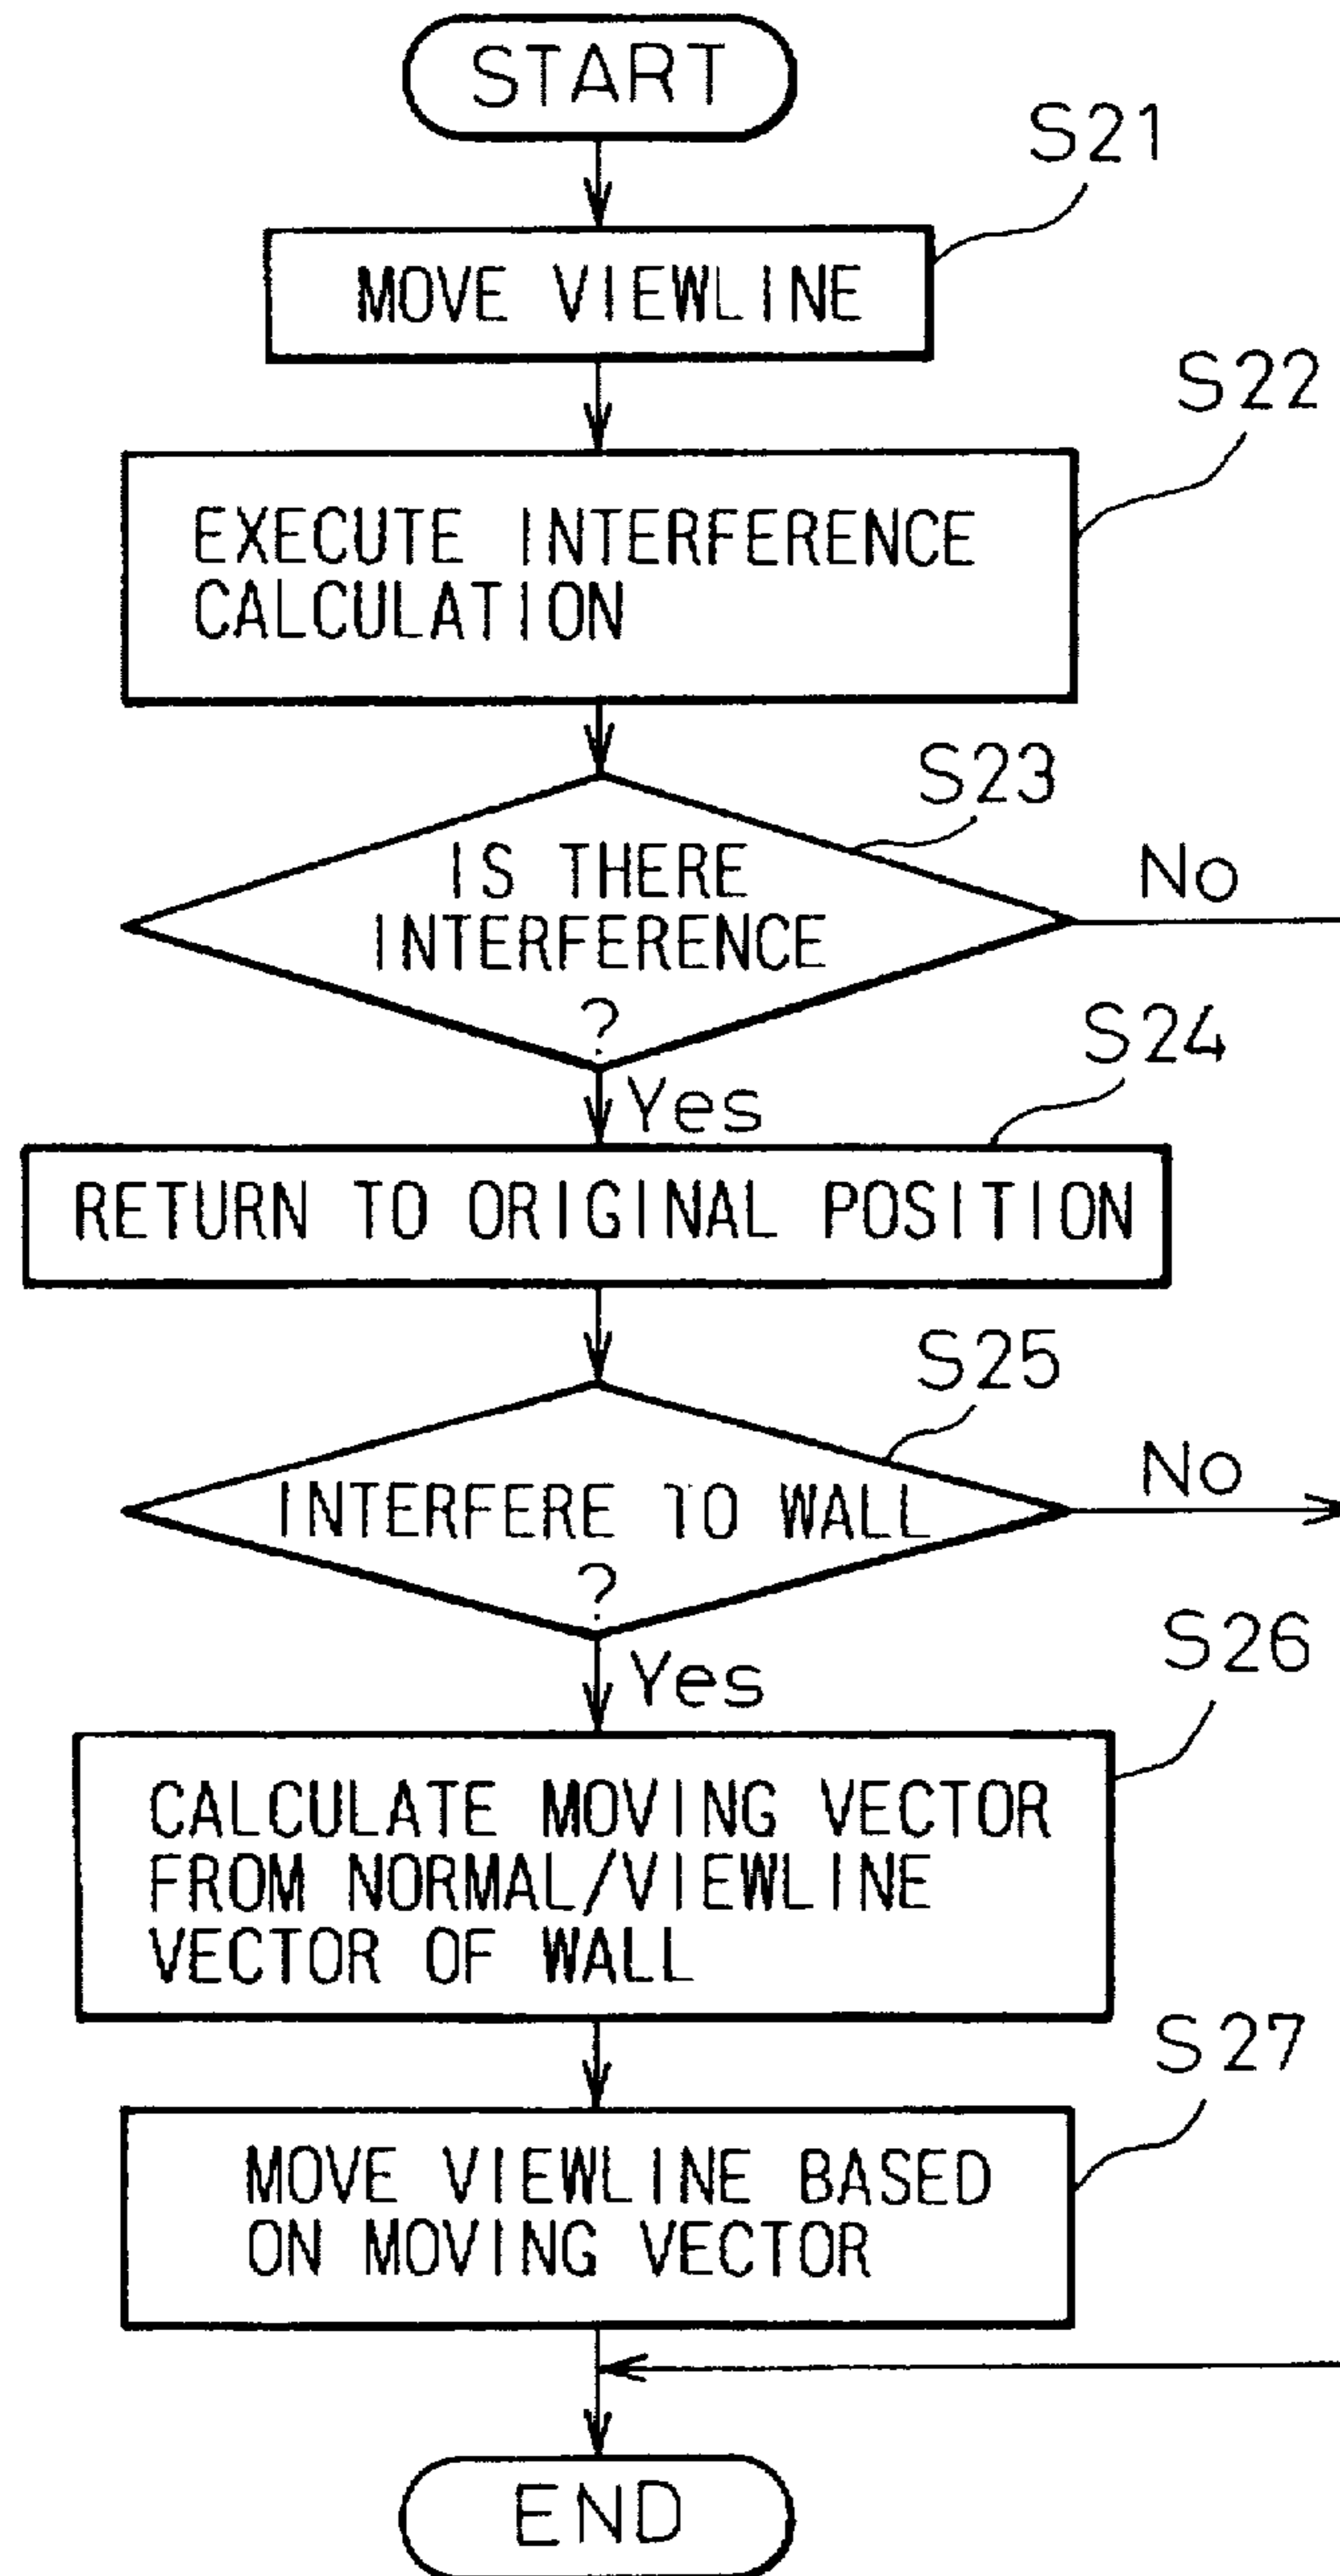 START
S21
MOVE VIEWLINE
S22
EXECUTE INTERFERENCE
CALCULATION
S23
IS THERE
INTERFERENCE
?
No
Yes
S24
RETURN TO ORIGINAL POSITION
S25
INTERFERE TO WALL
?
No
Yes
S26
CALCULATE MOVING VECTOR
FROM NORMAL/VIEWLINE
VECTOR OF WALL
S27
MOVE VIEWLINE BASED
ON MOVING VECTOR
END